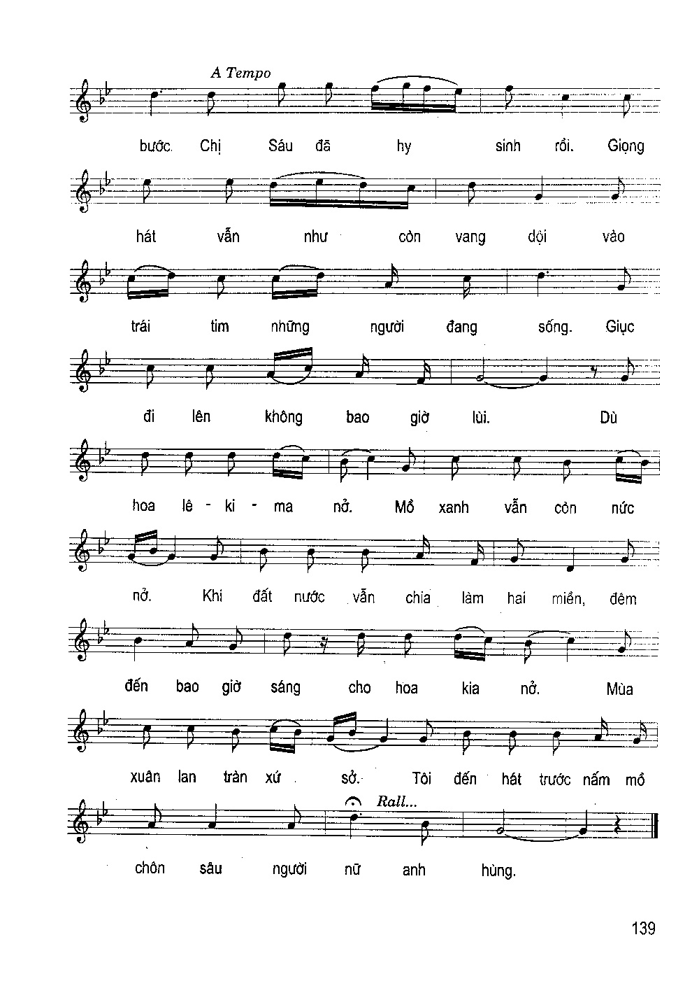 A Tempo
bước. Chị Sáu đã hy sinh rồi. Giọng
hát vẫn như còn vang dội vào
trái tim những người đang sống. Giục
đi lên không bao giờ lùi. Dù
hoa lê - ki - ma nở. Mồ xanh vẫn còn nức
nở. Khi đất nước vẫn chia làm hai miền, đêm
đến bao giờ sáng cho hoa kia nở. Mùa
xuân lan tràn xứ sở. Tôi đến hát trước nấm mồ
Rall...
chôn sâu người nữ anh hùng.
139